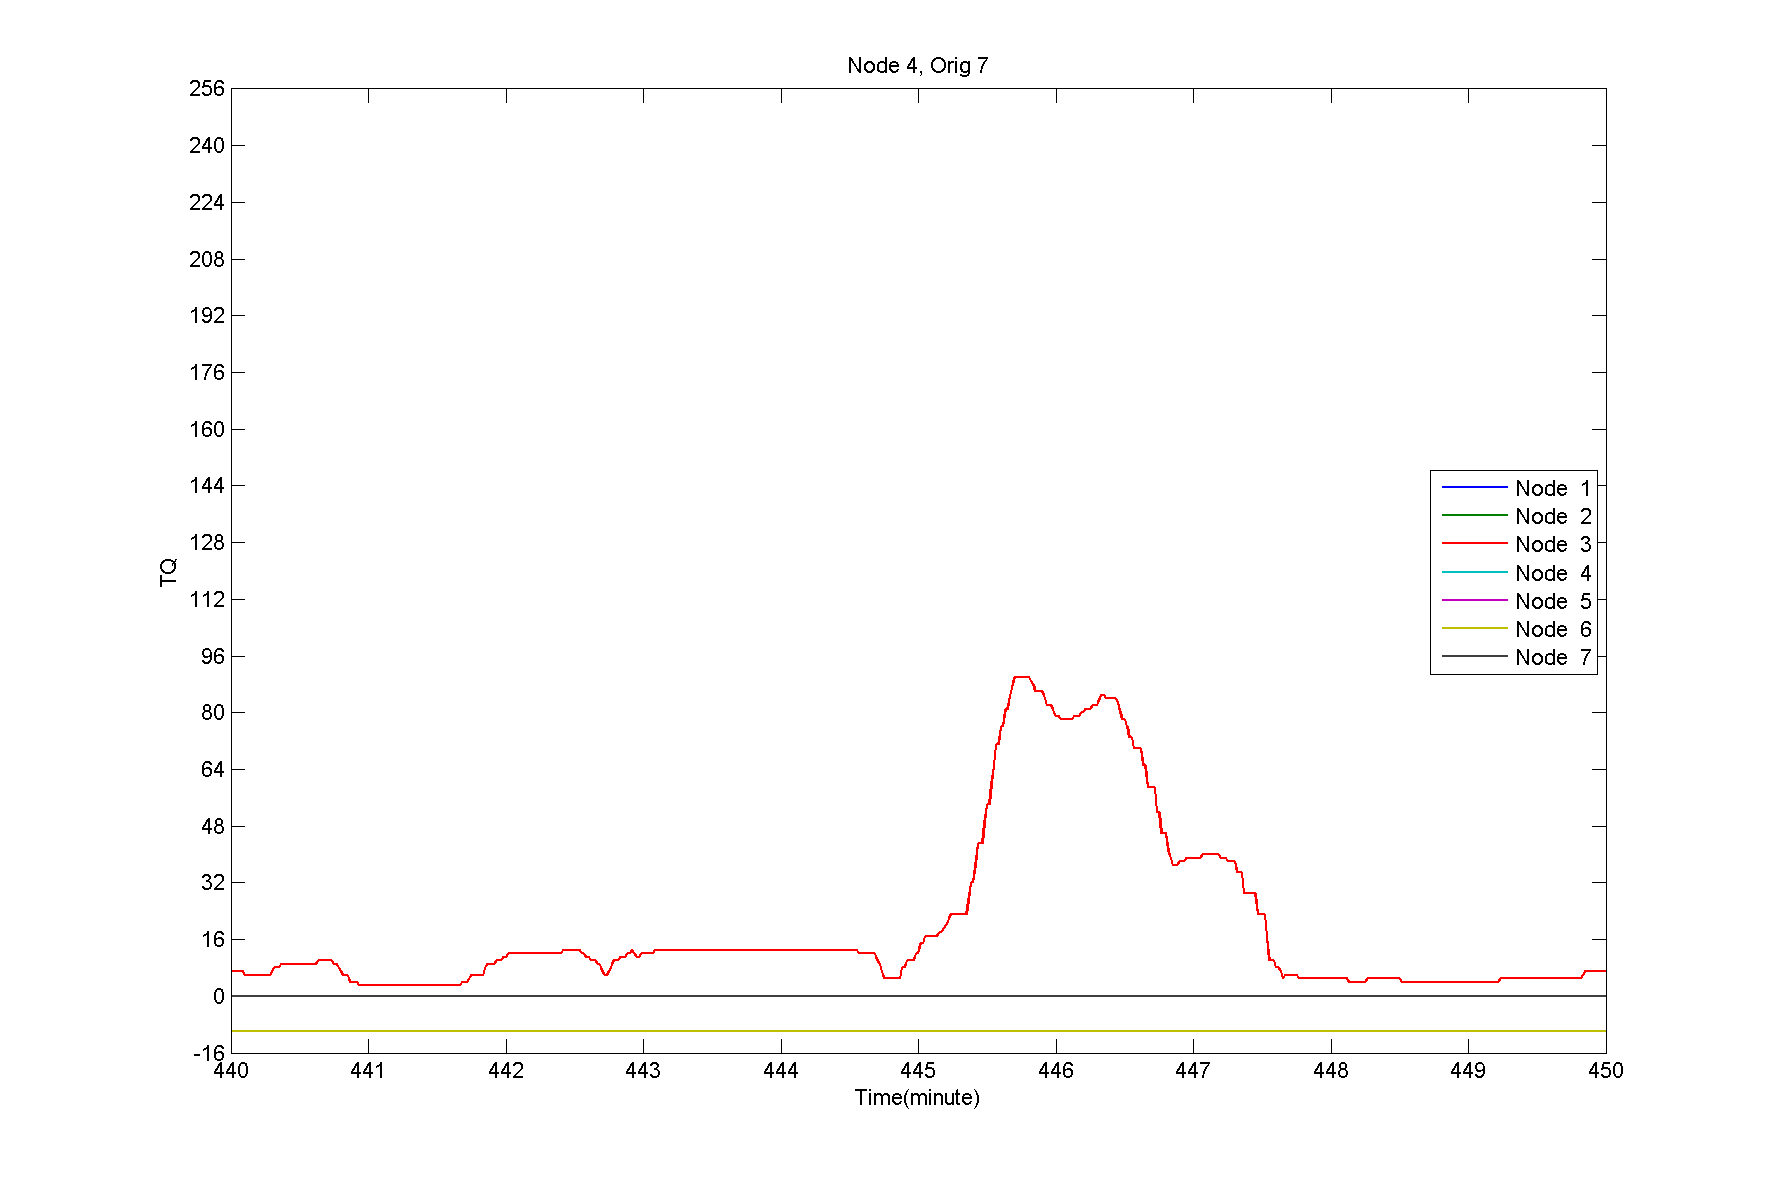 Node 4, Orig 7
256
240
224
208
192
176
160
144
128
112
96
80
64
48
32
16
0
-16
TQ
Node 1
Node 2
Node 3
Node 4
Node 5
Node 6
Node 7
440 441 442 443 444 445 446 447 448 449 450
Time(minute)